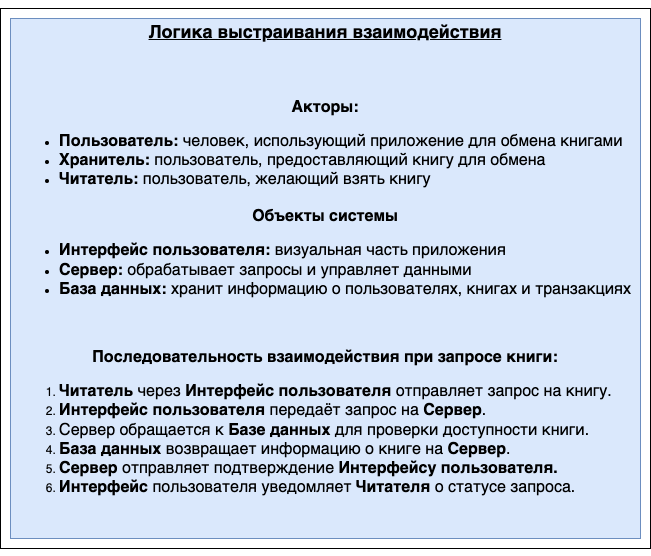 Логика выстраивания взаимодействия
Акторы:
• Пользователь: человек, использующий приложение для обмена книгами
• Хранитель: пользователь, предоставляющий книгу для обмена
• Читатель: пользователь, желающий взять книгу
Объекты системы
• Интерфейс пользователя: визуальная часть приложения
• Сервер: обрабатывает запросы и управляет данными
• База данных: хранит информацию о пользователях, книгах и транзакциях
Последовательность взаимодействия при запросе книги:
1. Читатель через Интерфейс пользователя отправляет запрос на книгу.
2. Интерфейс пользователя передаёт запрос на Сервер.
3. Сервер обращается к Базе данных для проверки доступности книги.
4. База данных возвращает информацию о книге на Сервер.
5. Сервер отправляет подтверждение Интерфейсу пользователя.
6. Интерфейс пользователя уведомляет Читателя о статусе запроса.